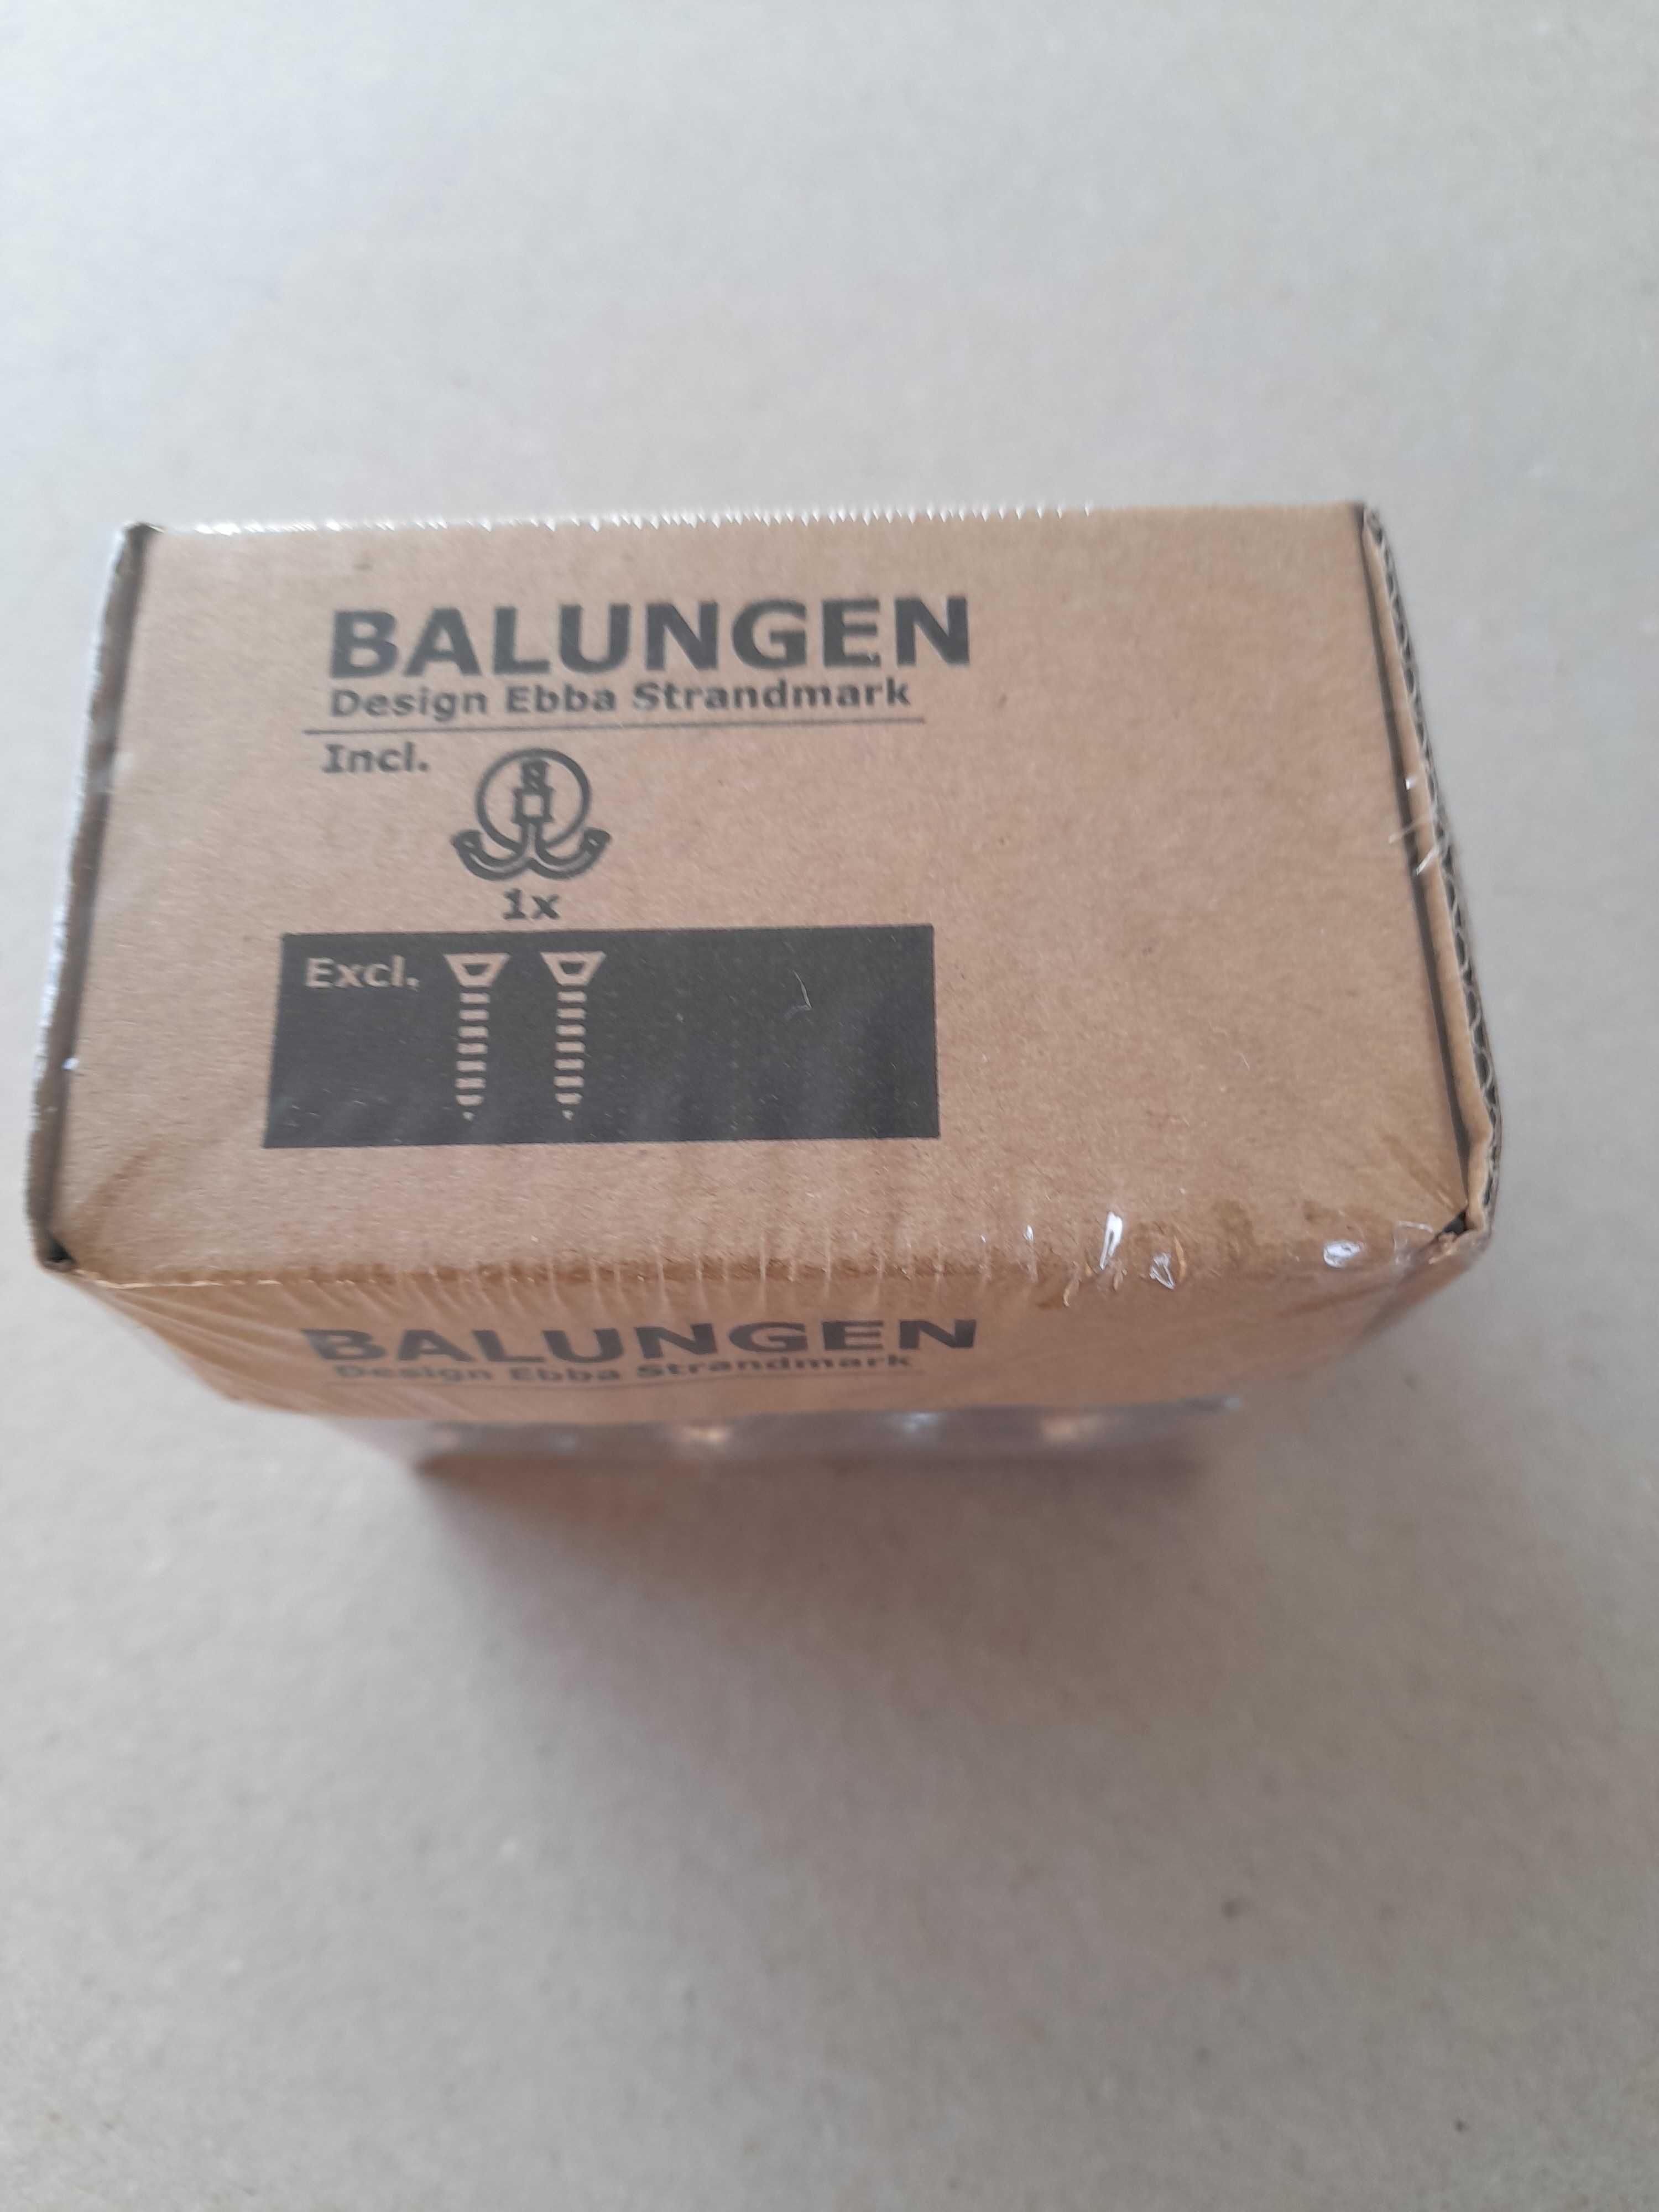 BALUNGEN
Design Ebba Strandmark
Incl.
1x
Excl.
BALUNGEN
Design Ebba Strandmark